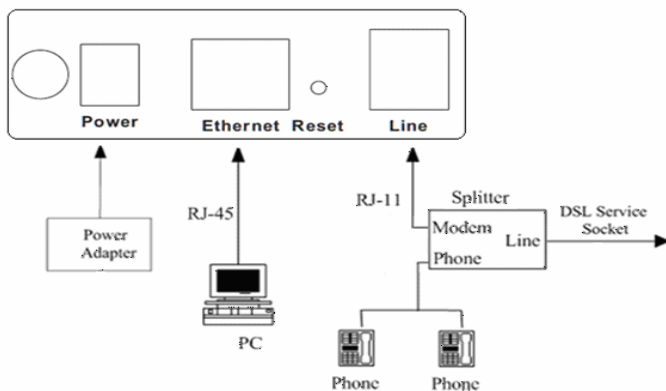 Power
Ethernet
Reset
Line
RJ-45
RJ-11
Splitter
Modem
Line
Phone
DSL Service
Socket
Power
Adapter
PC
Phone
Phone